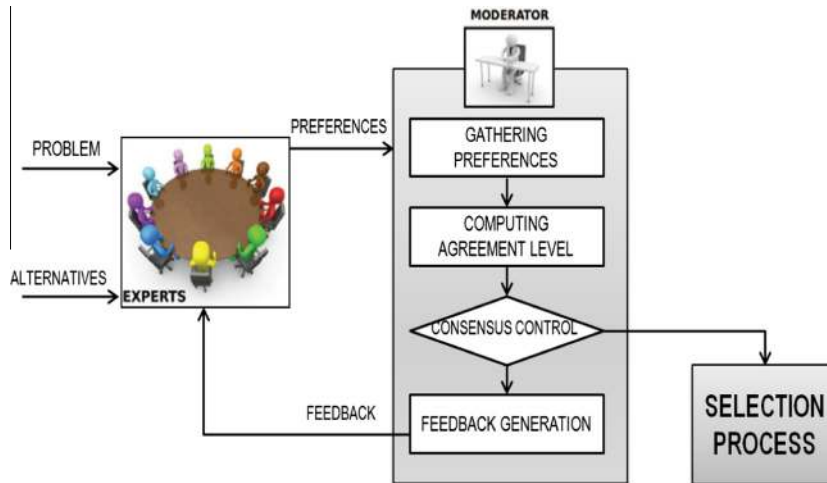 MODERATOR
PREFERENCES
PROBLEM
ALTERNATIVES
EXPERTS
GATHERING
PREFERENCES
COMPUTING
AGREEMENT LEVEL
CONSENSUS CONTROL
FEEDBACK
FEEDBACK GENERATION
SELECTION
PROCESS